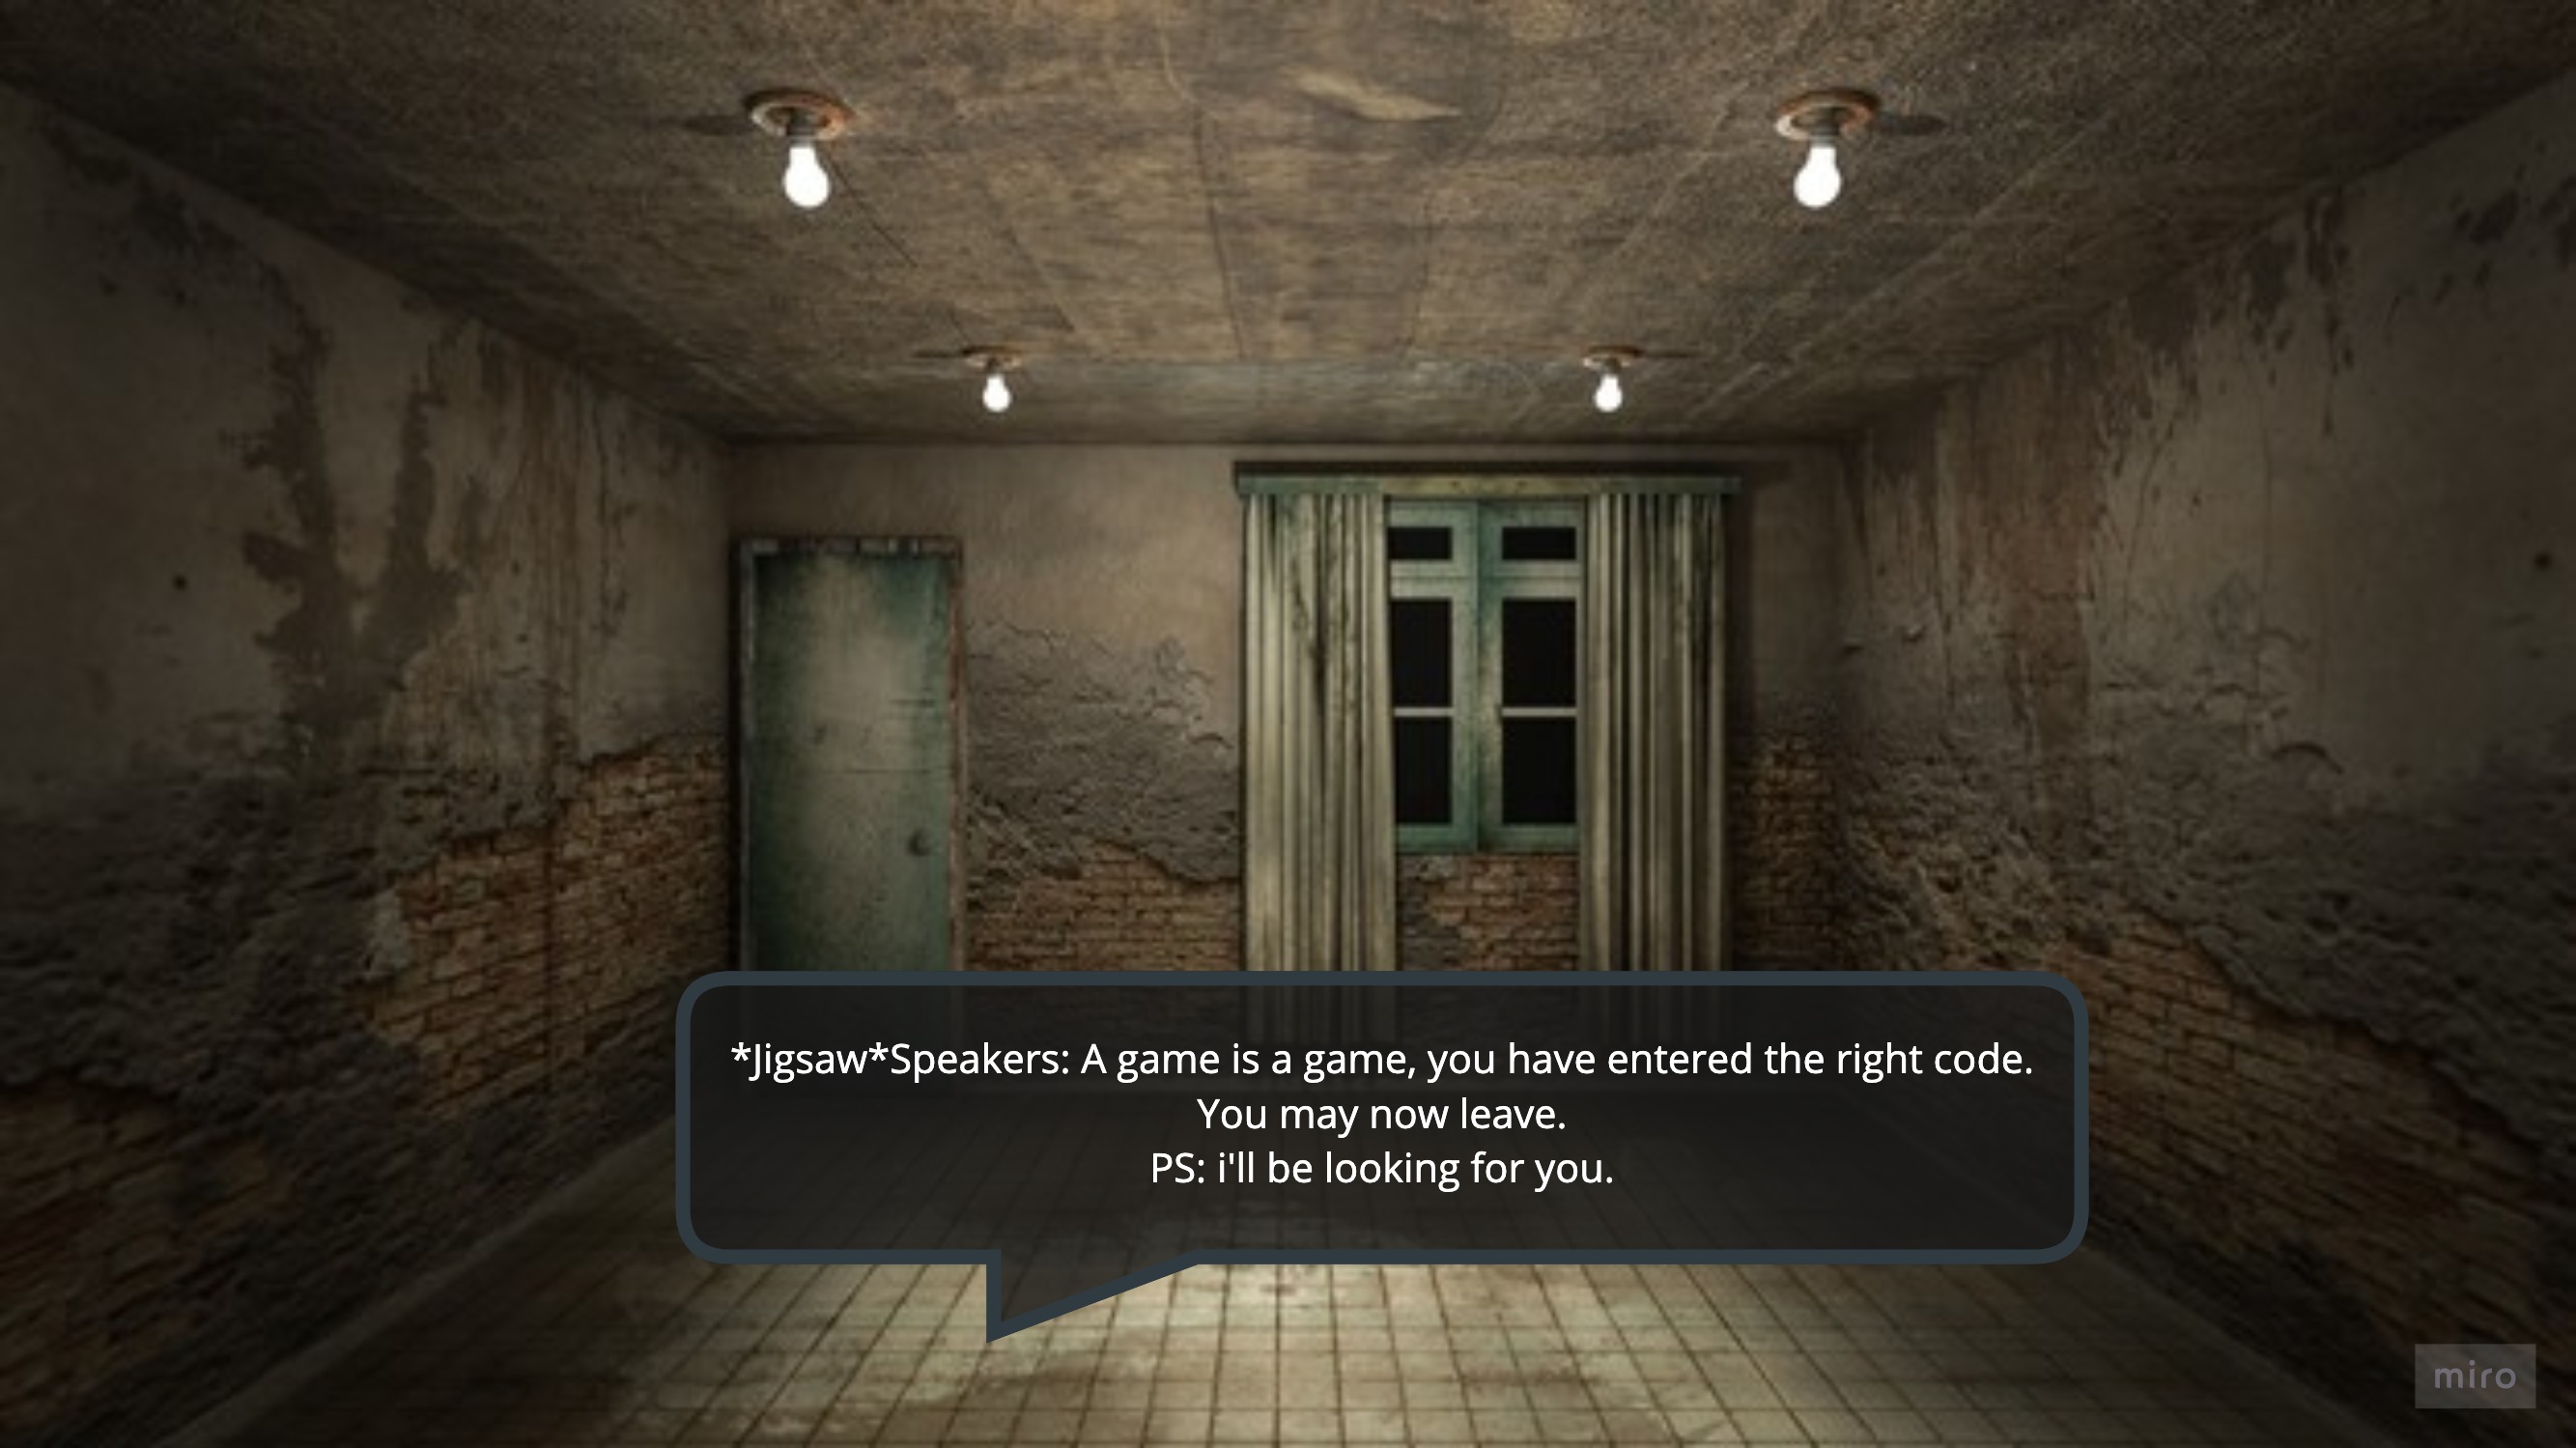 *Jigsaw*Speakers: A game is a game, you have entered the right code.
You may now leave.
PS: i'll be looking for you.
miro